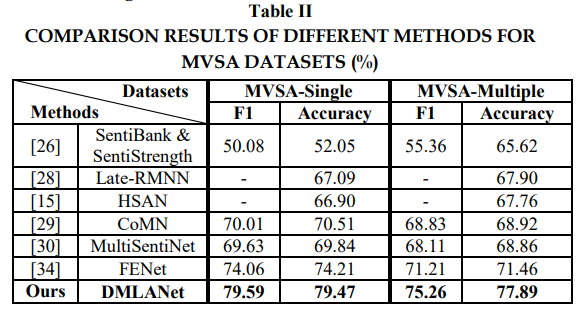 Table II
COMPARISON RESULTS OF DIFFERENT METHODS FOR
MVSA DATASETS (%)
Datasets MVSA-Single MVSA-Multiple
Methods F1 Accuracy F1 Accuracy
[26] SentiBank & SentiStrength 50.08 52.05 55.36 65.62
[28] Late-RMNN - 67.09 - 67.90
[15] HSAN - 66.90 - 67.76
[29] CoMN 70.01 70.51 68.83 68.92
[30] MultiSentiNet 69.63 69.84 68.11 68.86
[34] FENet 74.06 74.21 71.21 71.46
Ours DMLANet 79.59 79.47 75.26 77.89